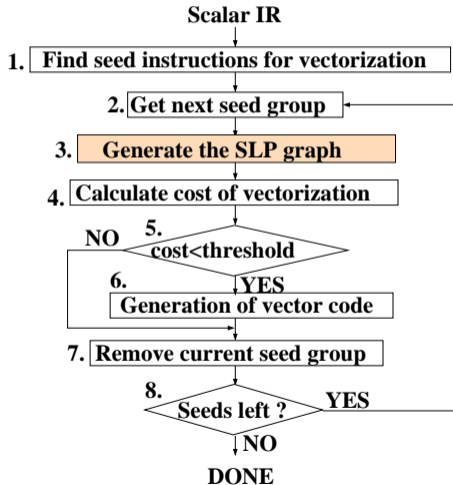 Scalar IR
1. Find seed instructions for vectorization
2. Get next seed group
3. Generate the SLP graph
4. Calculate cost of vectorization
5.
NO
cost<threshold
YES
6.
Generation of vector code
7. Remove current seed group
8.
Seeds left ?
YES
NO
DONE